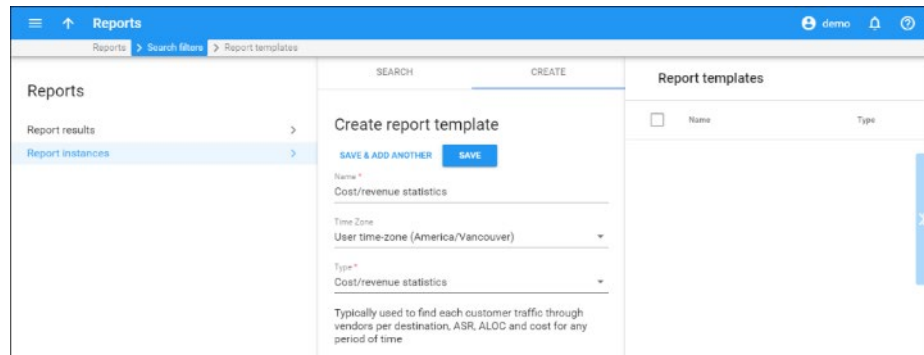 Reports
demo
Reports > Search filters > Report templates
Reports
Report results
Report instances
SEARCH
CREATE
Create report template
SAVE & ADD ANOTHER
SAVE
Name *
Cost/revenue statistics
Time Zone
User time-zone (America/Vancouver)
Type *
Cost/revenue statistics
Typically used to find each customer traffic through
vendors per destination, ASR, ALOC and cost for any
period of time
Report templates
Name
Type